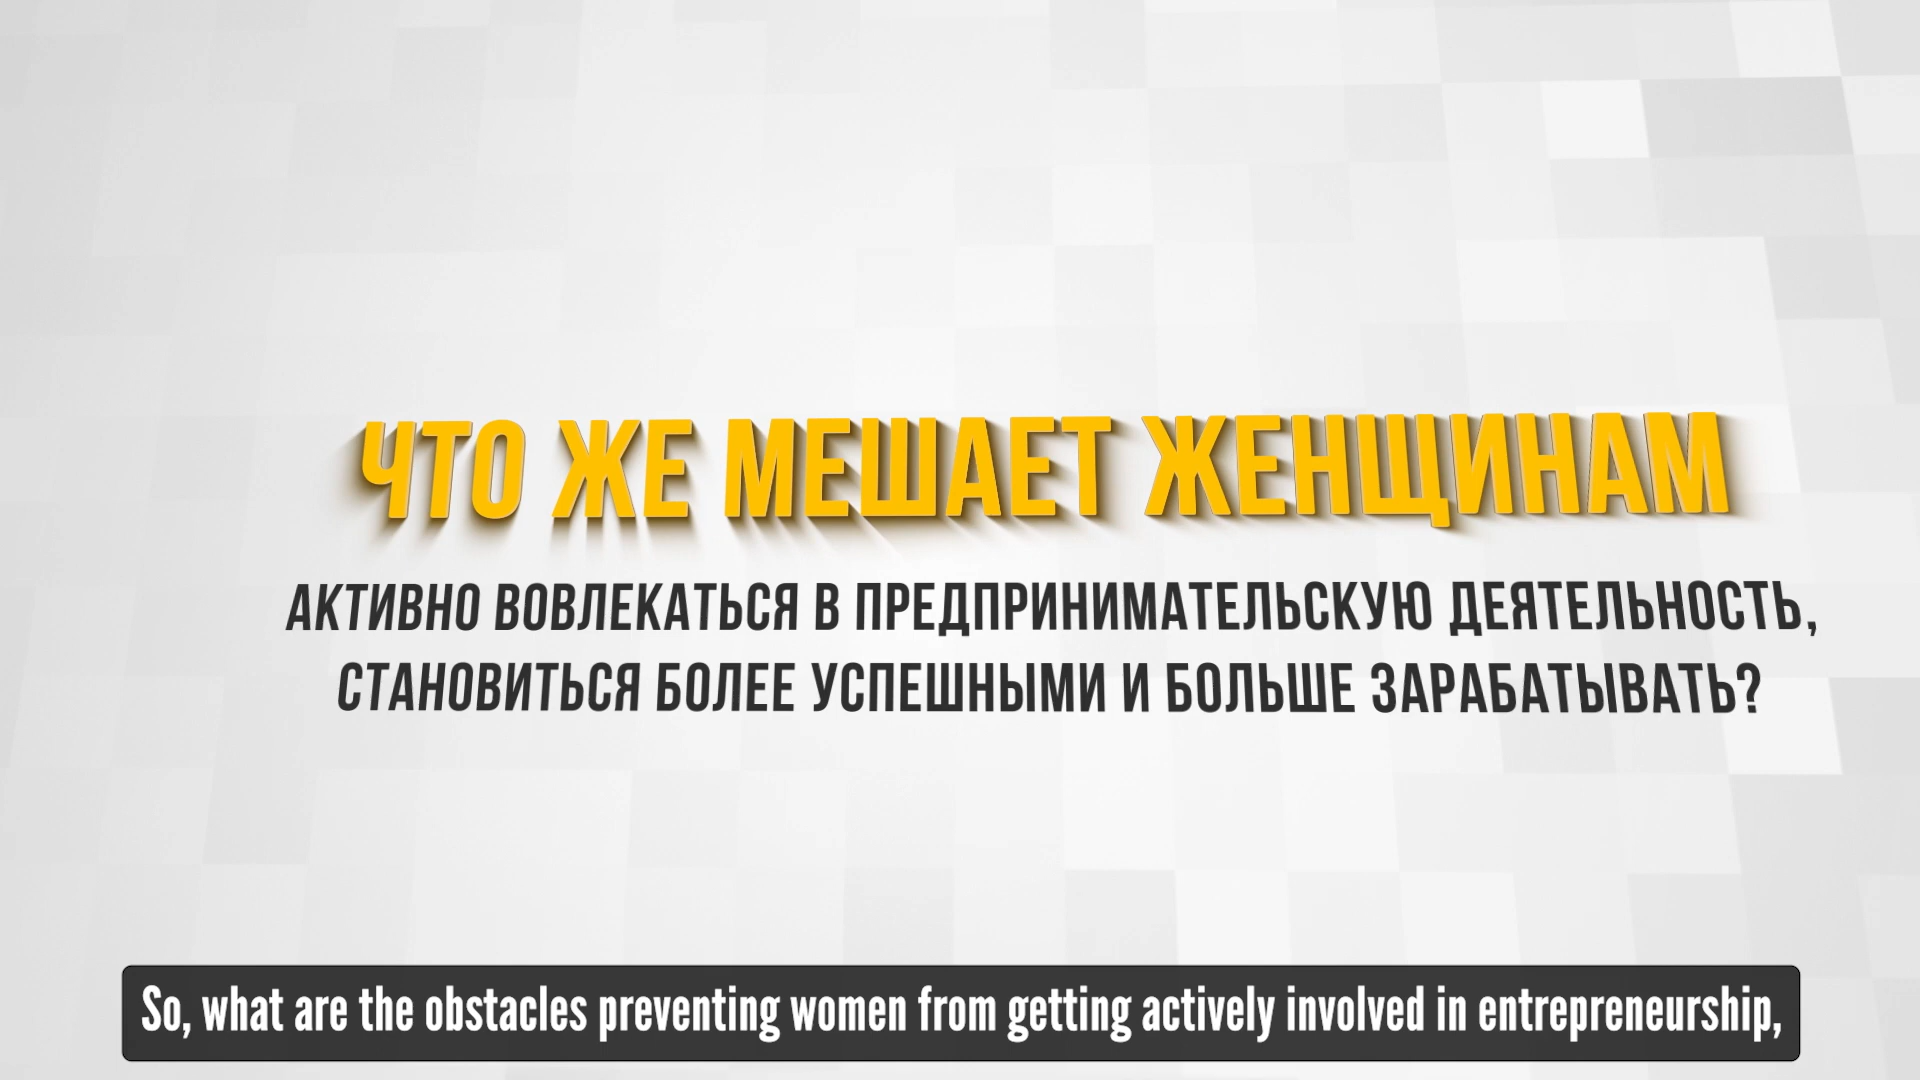 ЧТО ЖЕ МЕШАЕТ ЖЕНЩИНАМ
АКТИВНО ВОВЛЕКАТЬСЯ В ПРЕДПРИНИМАТЕЛЬСКУЮ ДЕЯТЕЛЬНОСТЬ,
СТАНОВИТЬСЯ БОЛЕЕ УСПЕШНЫМИ И БОЛЬШЕ ЗАРАБАТЫВАТЬ?
So, what are the obstacles preventing women from getting actively involved in entrepreneurship,